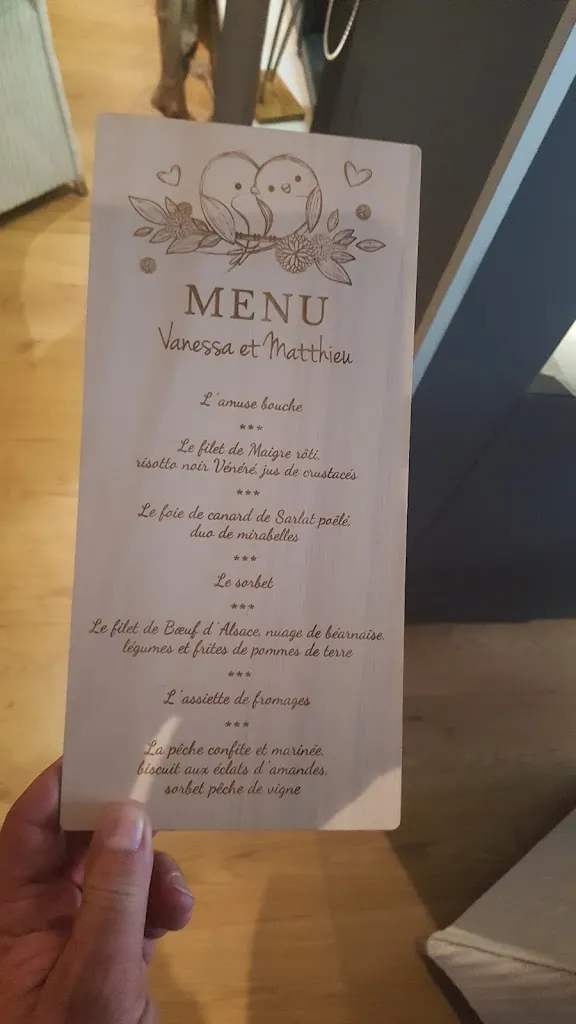 MENU
Vanessa et Matthieu
L'amuse bouche
***
Le filet de Maigre rôti,
risotto noir Vénéré, jus de crustacés
***
Le foie de canard de Sarlat poêlé,
duo de mirabelles
***
Le sorbet
***
Le filet de Bœuf d'Alsace, nuage de béarnaise,
légumes et frites de pommes de terre
***
L'assiette de fromages
***
La pêche confite et marinée,
biscuit aux éclats d'amandes,
sorbet pêche de vigne